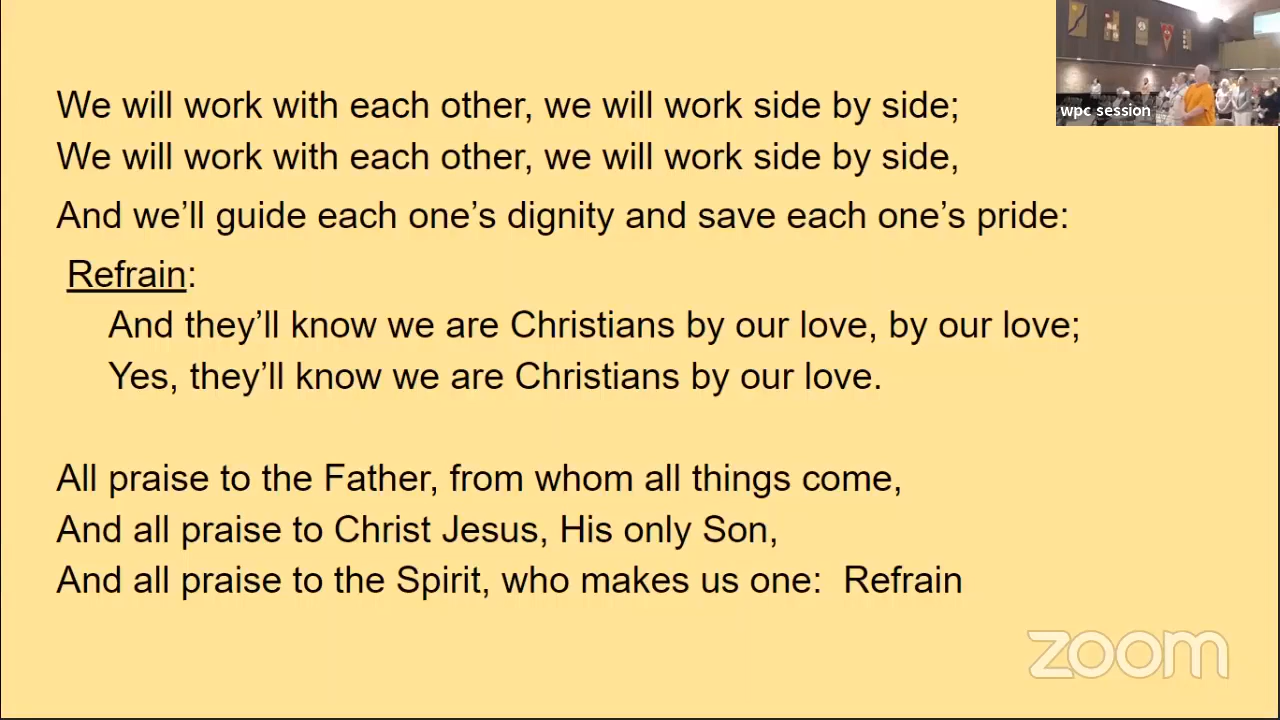 We will work with each other, we will work side by side;
We will work with each other, we will work side by side,
And we’ll guide each one’s dignity and save each one’s pride:
Refrain:
And they’ll know we are Christians by our love, by our love;
Yes, they’ll know we are Christians by our love.
All praise to the Father, from whom all things come,
And all praise to Christ Jesus, His only Son,
And all praise to the Spirit, who makes us one:  Refrain
wpc session
zoom